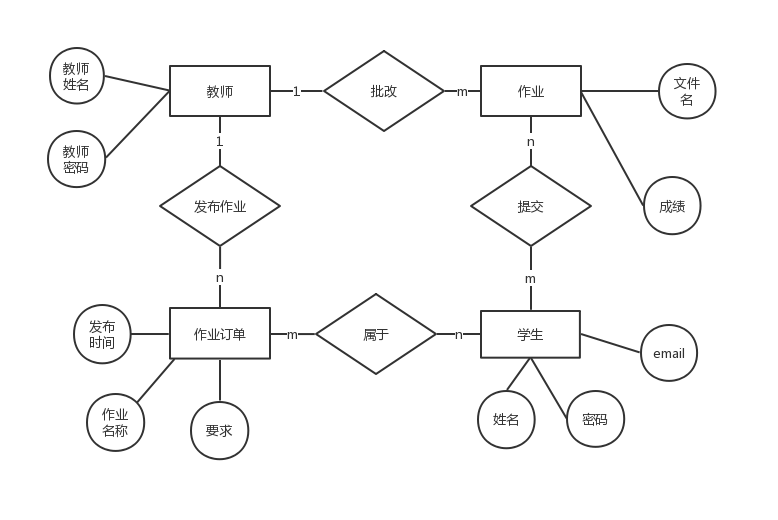 教师
姓名
教师
密码
教师
1
批改
m
作业
文件
名
成绩
1
发布作业
n
n
提交
m
发布
时间
作业订单
m
属于
n
学生
email
作业
名称
要求
姓名
密码